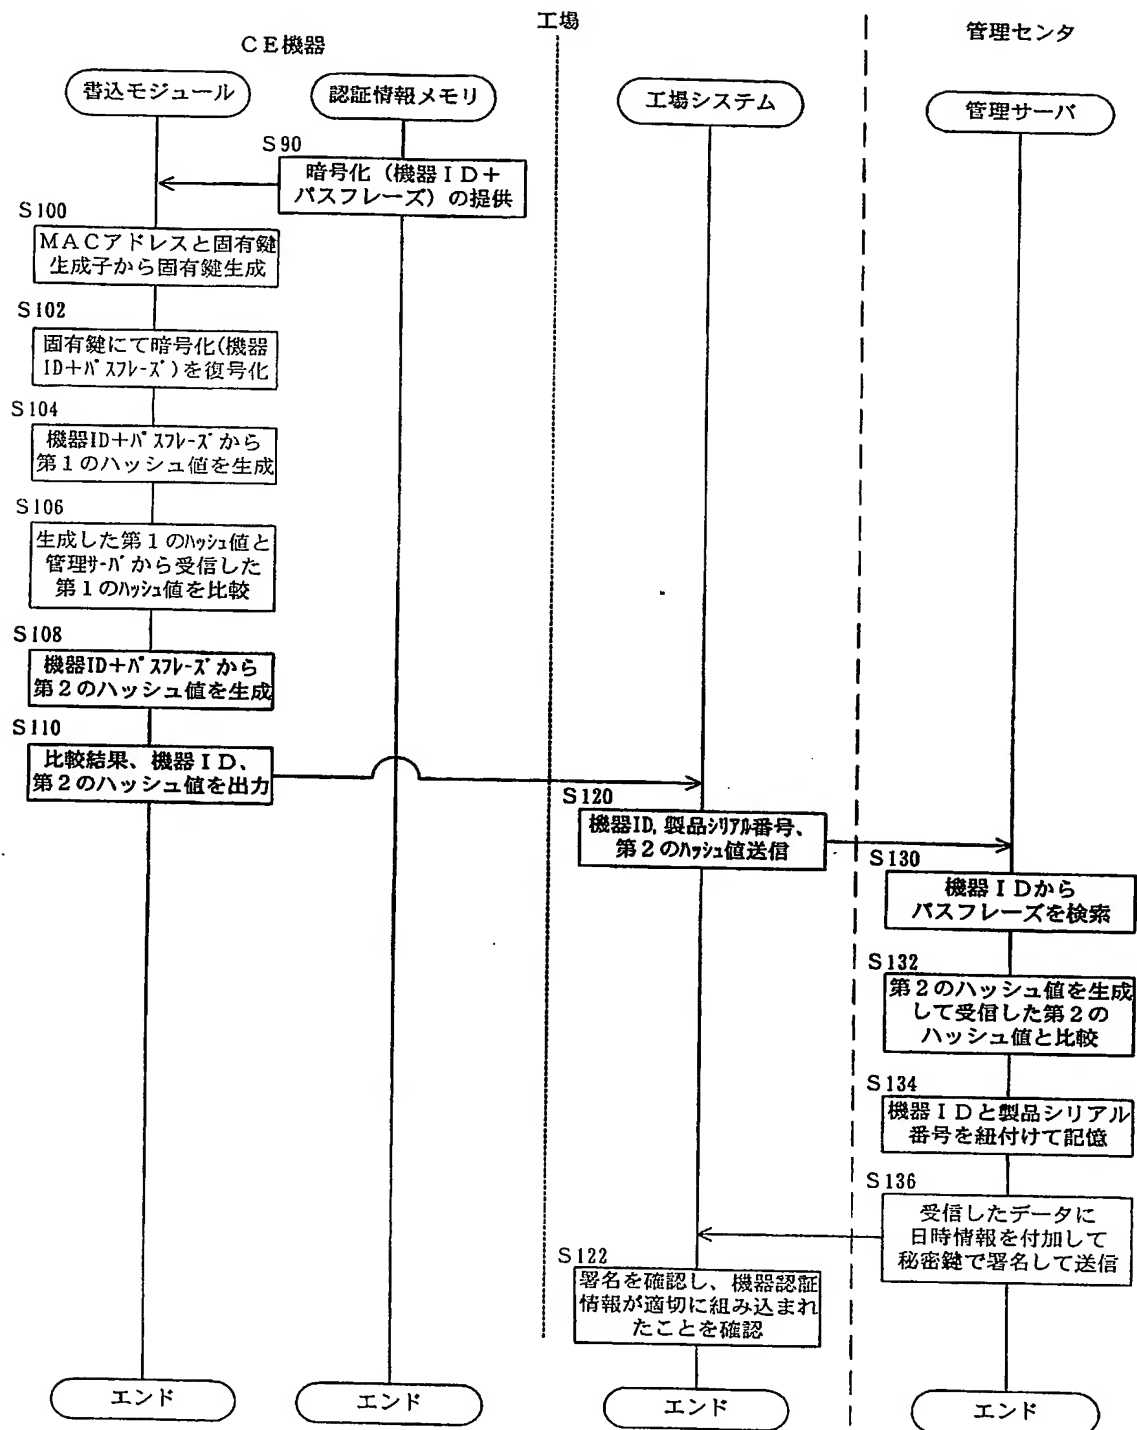 工場
管理センタ
CE機器
書込モジュール
認証情報メモリ
工場システム
管理サーバ
S90
暗号化(機器ID+
パスフレーズ)の提供
S100
MACアドレスと固有鍵
生成子から固有鍵生成
S102
固有鍵にて暗号化(機器
ID+パスフレーズ)を復号化
S104
機器ID+パスフレーズから
第1のハッシュ値を生成
S106
生成した第1のハッシュ値と
管理サーバから受信した
第1のハッシュ値を比較
S108
機器ID+パスフレーズから
第2のハッシュ値を生成
S110
比較結果、機器ID、
第2のハッシュ値を出力
S120
機器ID,製品シリアル番号、
第2のハッシュ値送信
S130
機器IDから
パスフレーズを検索
S132
第2のハッシュ値を生成
して受信した第2の
ハッシュ値と比較
S134
機器IDと製品シリアル
番号を紐付けて記憶
S136
受信したデータに
日時情報を付加して
秘密鍵で署名して送信
S122
署名を確認し、機器認証
情報が適切に組み込まれ
たことを確認
エンド
エンド
エンド
エンド